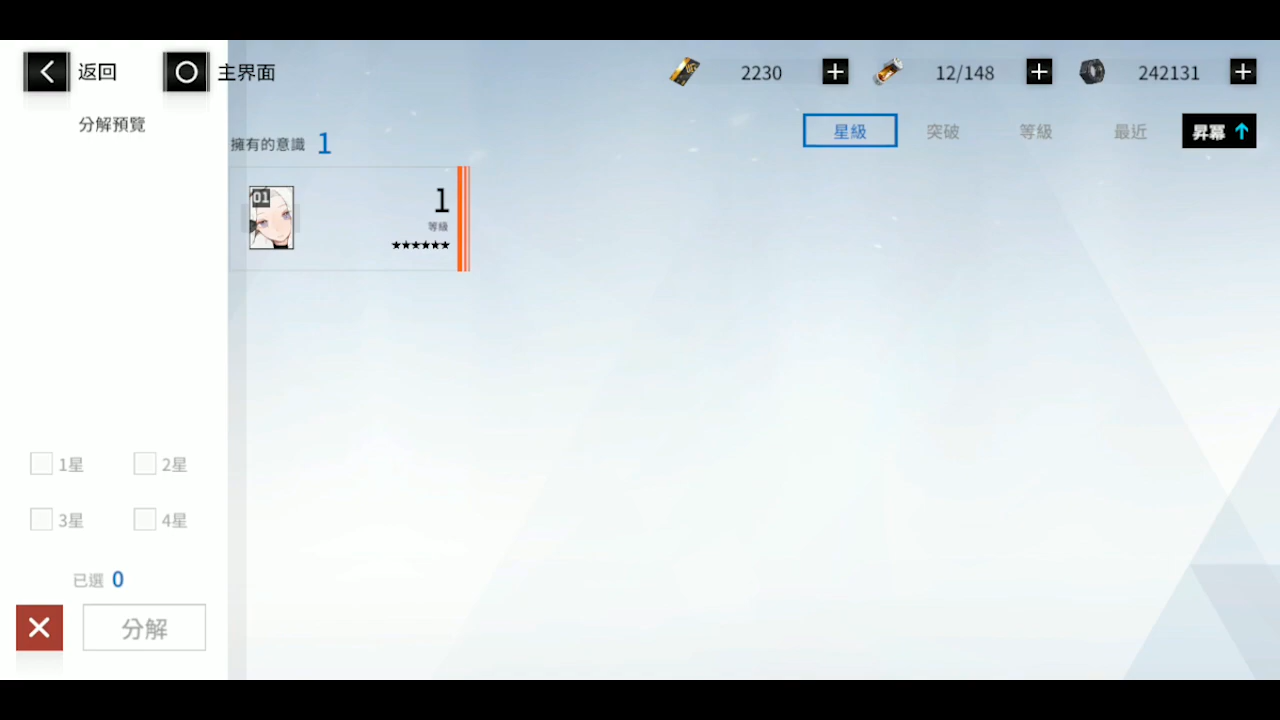 返回
主界面
2230
12/148
242131
分解預覽
擁有的意識 1
星級
突破
等級
最近
昇冪
01
1
等級
★★★★★★
1星
2星
3星
4星
已選 0
分解